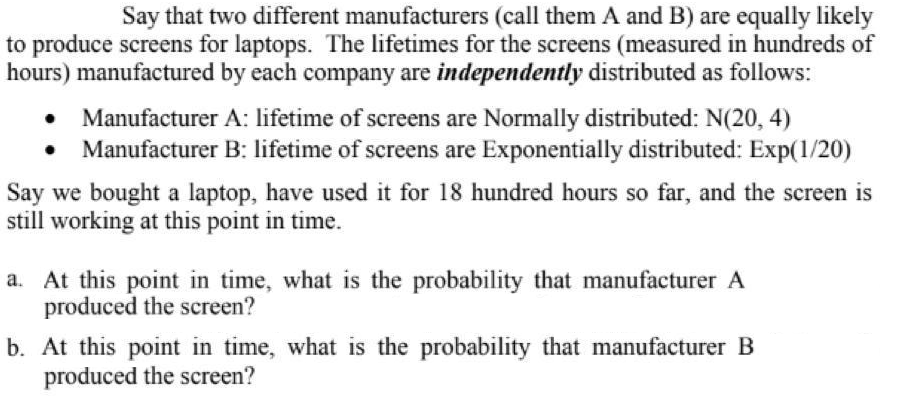 Say that two different manufacturers (call them A and B) are equally likely
to produce screens for laptops. The lifetimes for the screens (measured in hundreds of
hours) manufactured by each company are independently distributed as follows:
• Manufacturer A: lifetime of screens are Normally distributed: N(20, 4)
• Manufacturer B: lifetime of screens are Exponentially distributed: Exp(1/20)
Say we bought a laptop, have used it for 18 hundred hours so far, and the screen is
still working at this point in time.
a. At this point in time, what is the probability that manufacturer A
produced the screen?
b. At this point in time, what is the probability that manufacturer B
produced the screen?